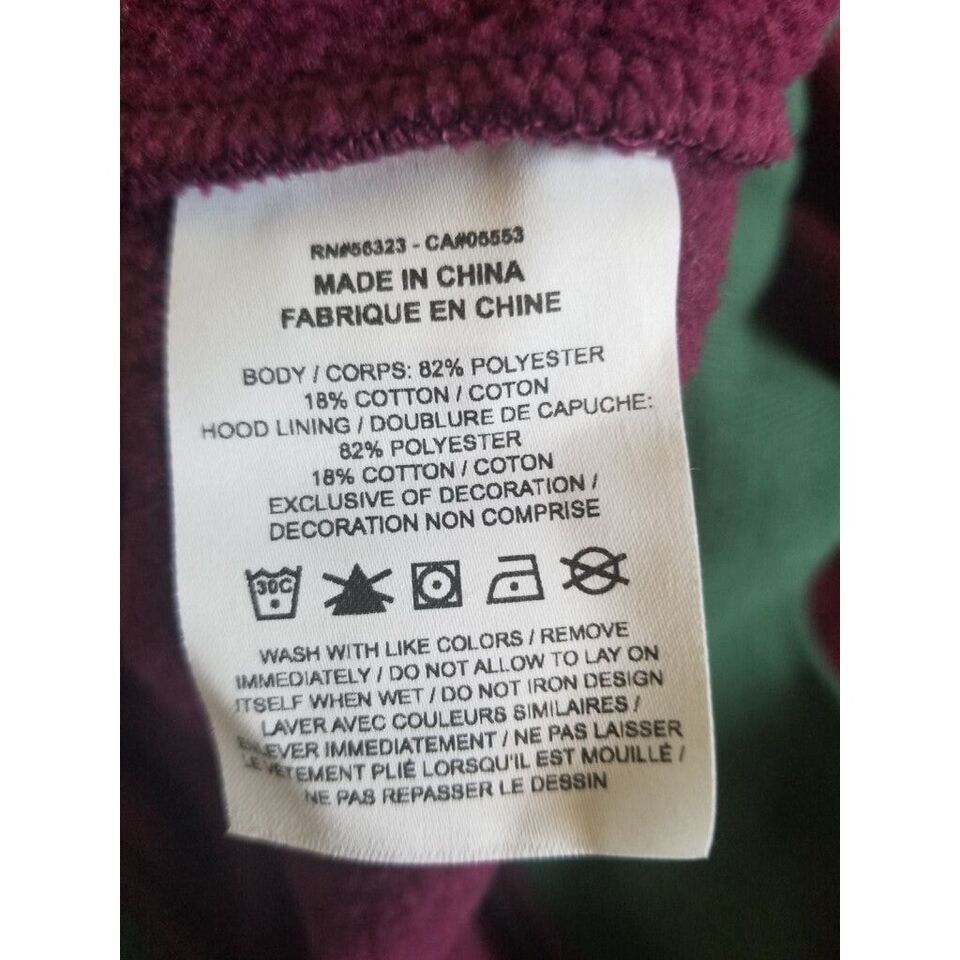 RN#56323 - CA#05553
MADE IN CHINA
FABRIQUE EN CHINE
BODY / CORPS: 82% POLYESTER
18% COTTON / COTON
HOOD LINING / DOUBLURE DE CAPUCHE:
82% POLYESTER
18% COTTON / COTON
EXCLUSIVE OF DECORATION /
DECORATION NON COMPRISE
30C
WASH WITH LIKE COLORS / REMOVE
IMMEDIATELY / DO NOT ALLOW TO LAY ON
ITSELF WHEN WET / DO NOT IRON DESIGN
LAVER AVEC COULEURS SIMILAIRES /
ENLEVER IMMEDIATEMENT / NE PAS LAISSER
LE VETEMENT PLIÉ LORSQU'IL EST MOUILLÉ /
NE PAS REPASSER LE DESSIN